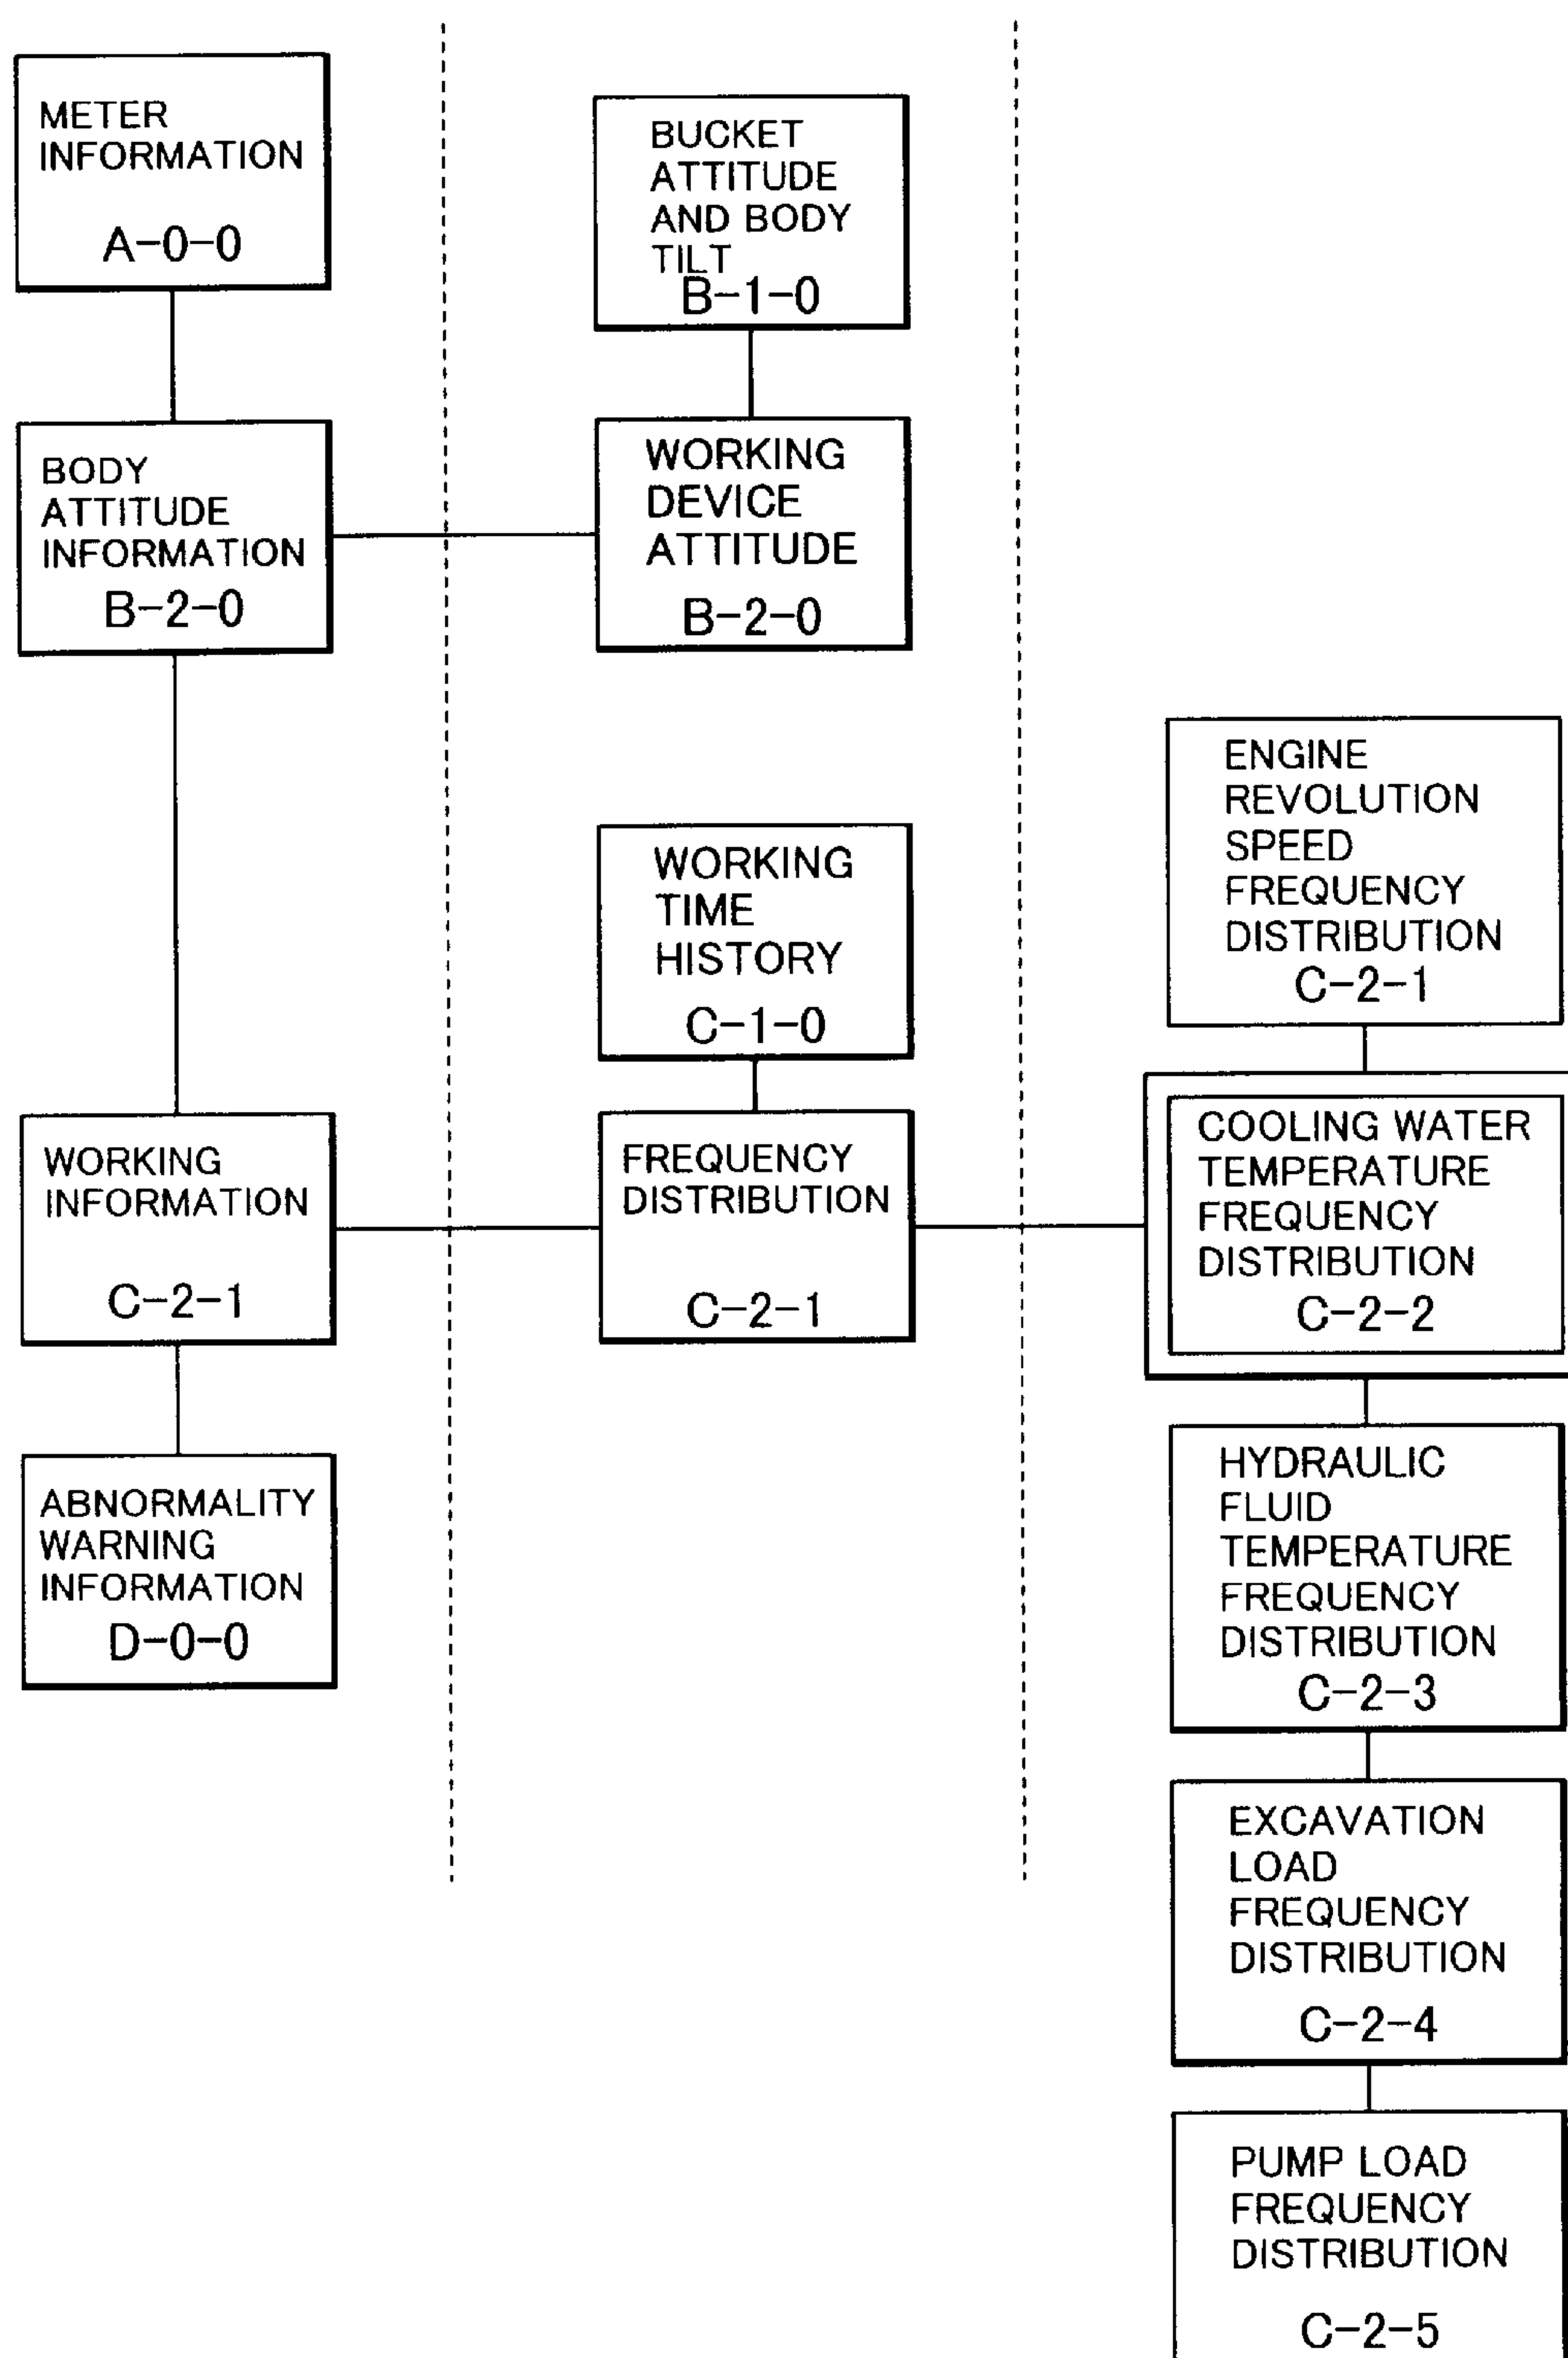 METER
INFORMATION
A-0-0
BODY
ATTITUDE
INFORMATION
B-2-0
WORKING
INFORMATION
C-2-1
ABNORMALITY
WARNING
INFORMATION
D-0-0
BUCKET
ATTITUDE
AND BODY
TILT
B-1-0
WORKING
DEVICE
ATTITUDE
B-2-0
WORKING
TIME
HISTORY
C-1-0
FREQUENCY
DISTRIBUTION
C-2-1
ENGINE
REVOLUTION
SPEED
FREQUENCY
DISTRIBUTION
C-2-1
COOLING WATER
TEMPERATURE
FREQUENCY
DISTRIBUTION
C-2-2
HYDRAULIC
FLUID
TEMPERATURE
FREQUENCY
DISTRIBUTION
C-2-3
EXCAVATION
LOAD
FREQUENCY
DISTRIBUTION
C-2-4
PUMP LOAD
FREQUENCY
DISTRIBUTION
C-2-5